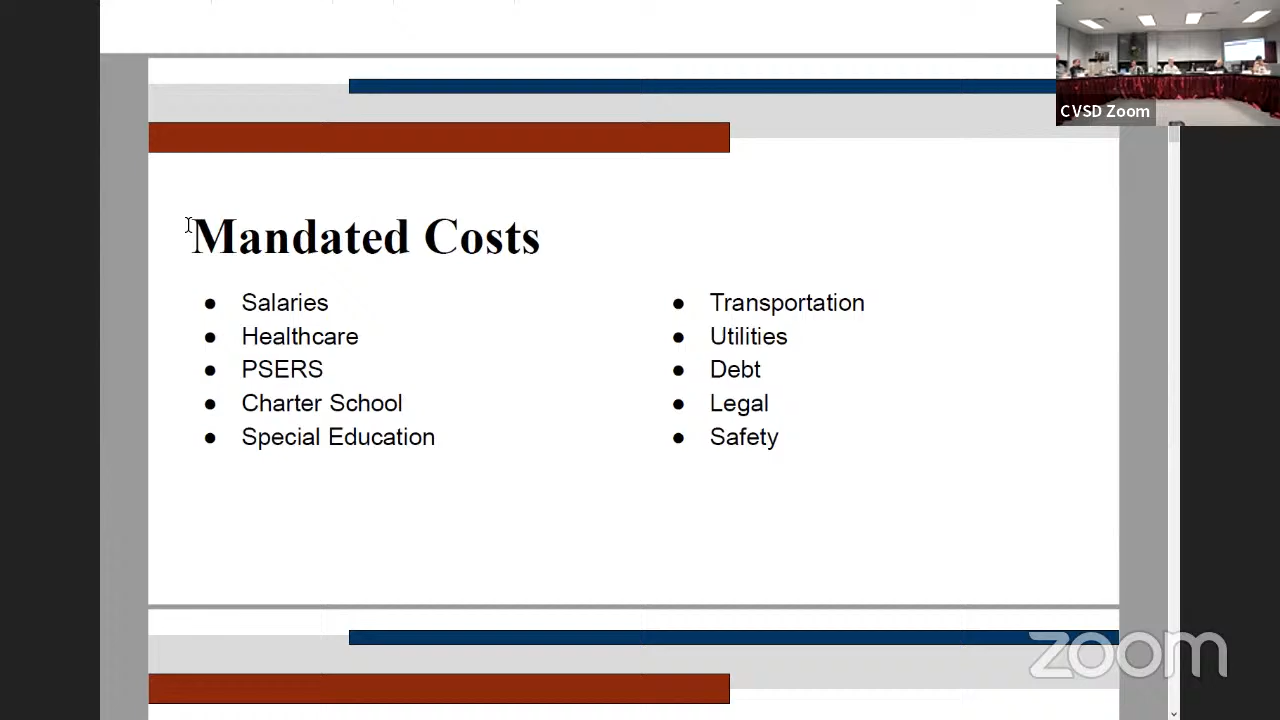 CVSD Zoom
Mandated Costs
● Salaries
● Healthcare
● PSERS
● Charter School
● Special Education
● Transportation
● Utilities
● Debt
● Legal
● Safety
zoom